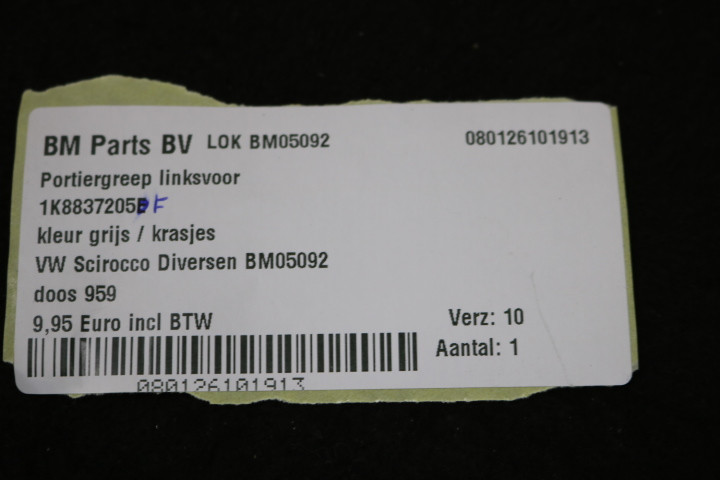 BM Parts BV LOK BM05092 080126101913
Portiergreep linksvoor
1K8837205F
kleur grijs / krasjes
VW Scirocco Diversen BM05092
doos 959
9,95 Euro incl BTW Verz: 10
Aantal: 1
080126101913